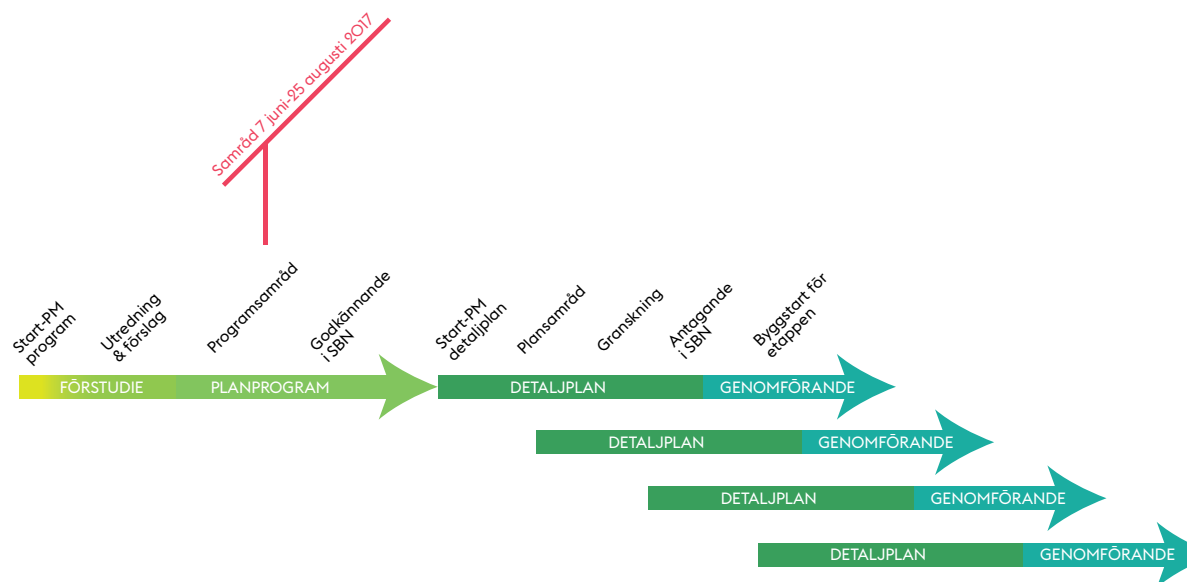 Samråd 7 juni-25 augusti 2017
Start-PM
program
Utredning
& förslag
Programsamråd
Godkännande
i SBN
Start-PM
detaljplan
Plansamråd
Granskning
Antagande
i SBN
Byggstart för
etappen
FÖRSTUDIE
PLANPROGRAM
DETALJPLAN
GENOMFÖRANDE
DETALJPLAN
GENOMFÖRANDE
DETALJPLAN
GENOMFÖRANDE
DETALJPLAN
GENOMFÖRANDE